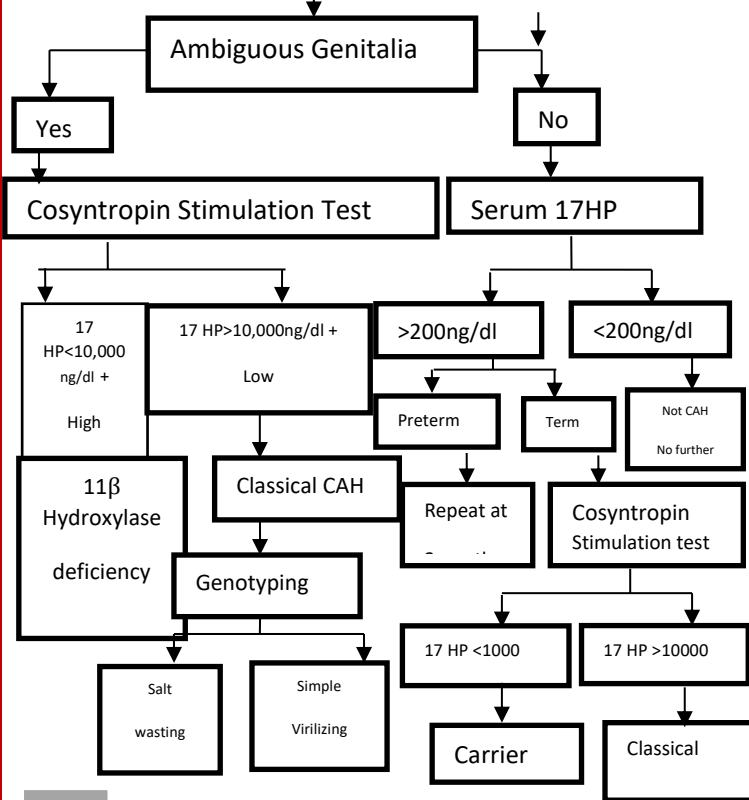 Ambiguous Genitalia
Yes
No
Cosyntropin Stimulation Test
Serum 17HP
17
HP<10,000
ng/dl +
High
17 HP>10,000ng/dl +
Low
>200ng/dl
<200ng/dl
Preterm
Term
Not CAH
No further
11β
Hydroxylase
deficiency
Classical CAH
Repeat at
Cosyntropin
Stimulation test
Genotyping
17 HP <1000
17 HP >10000
Salt
wasting
Simple
Virilizing
Carrier
Classical